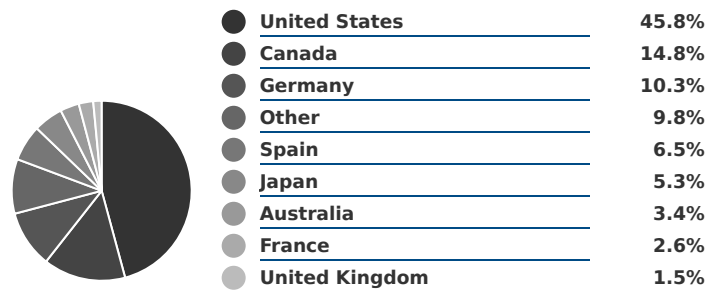 United States 45.8%
Canada 14.8%
Germany 10.3%
Other 9.8%
Spain 6.5%
Japan 5.3%
Australia 3.4%
France 2.6%
United Kingdom 1.5%